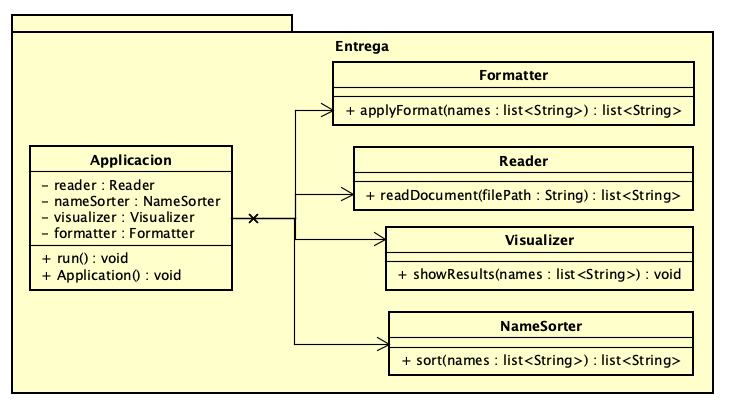 Entrega
Formatter
+ applyFormat(names : list<String>) : list<String>
Applicacion
- reader : Reader
- nameSorter : NameSorter
- visualizer : Visualizer
- formatter : Formatter
+ run() : void
+ Application() : void
Reader
+ readDocument(filePath : String) : list<String>
Visualizer
+ showResults(names : list<String>) : void
NameSorter
+ sort(names : list<String>) : list<String>